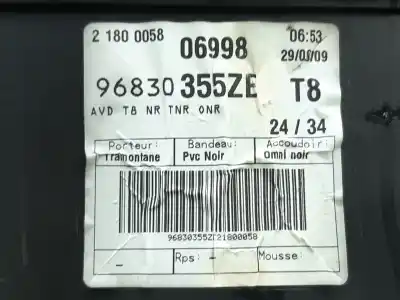 2 180 0058 06998 06:53
29/01/09
96830 355ZE T8
AVD T8 NR TNR ONR
24 / 34
Porteur: Bandeau: Accoudoir:
Tramontane Pvc Noir Omni noir
96830355ZE21800058
_ Rps: - Mousse: